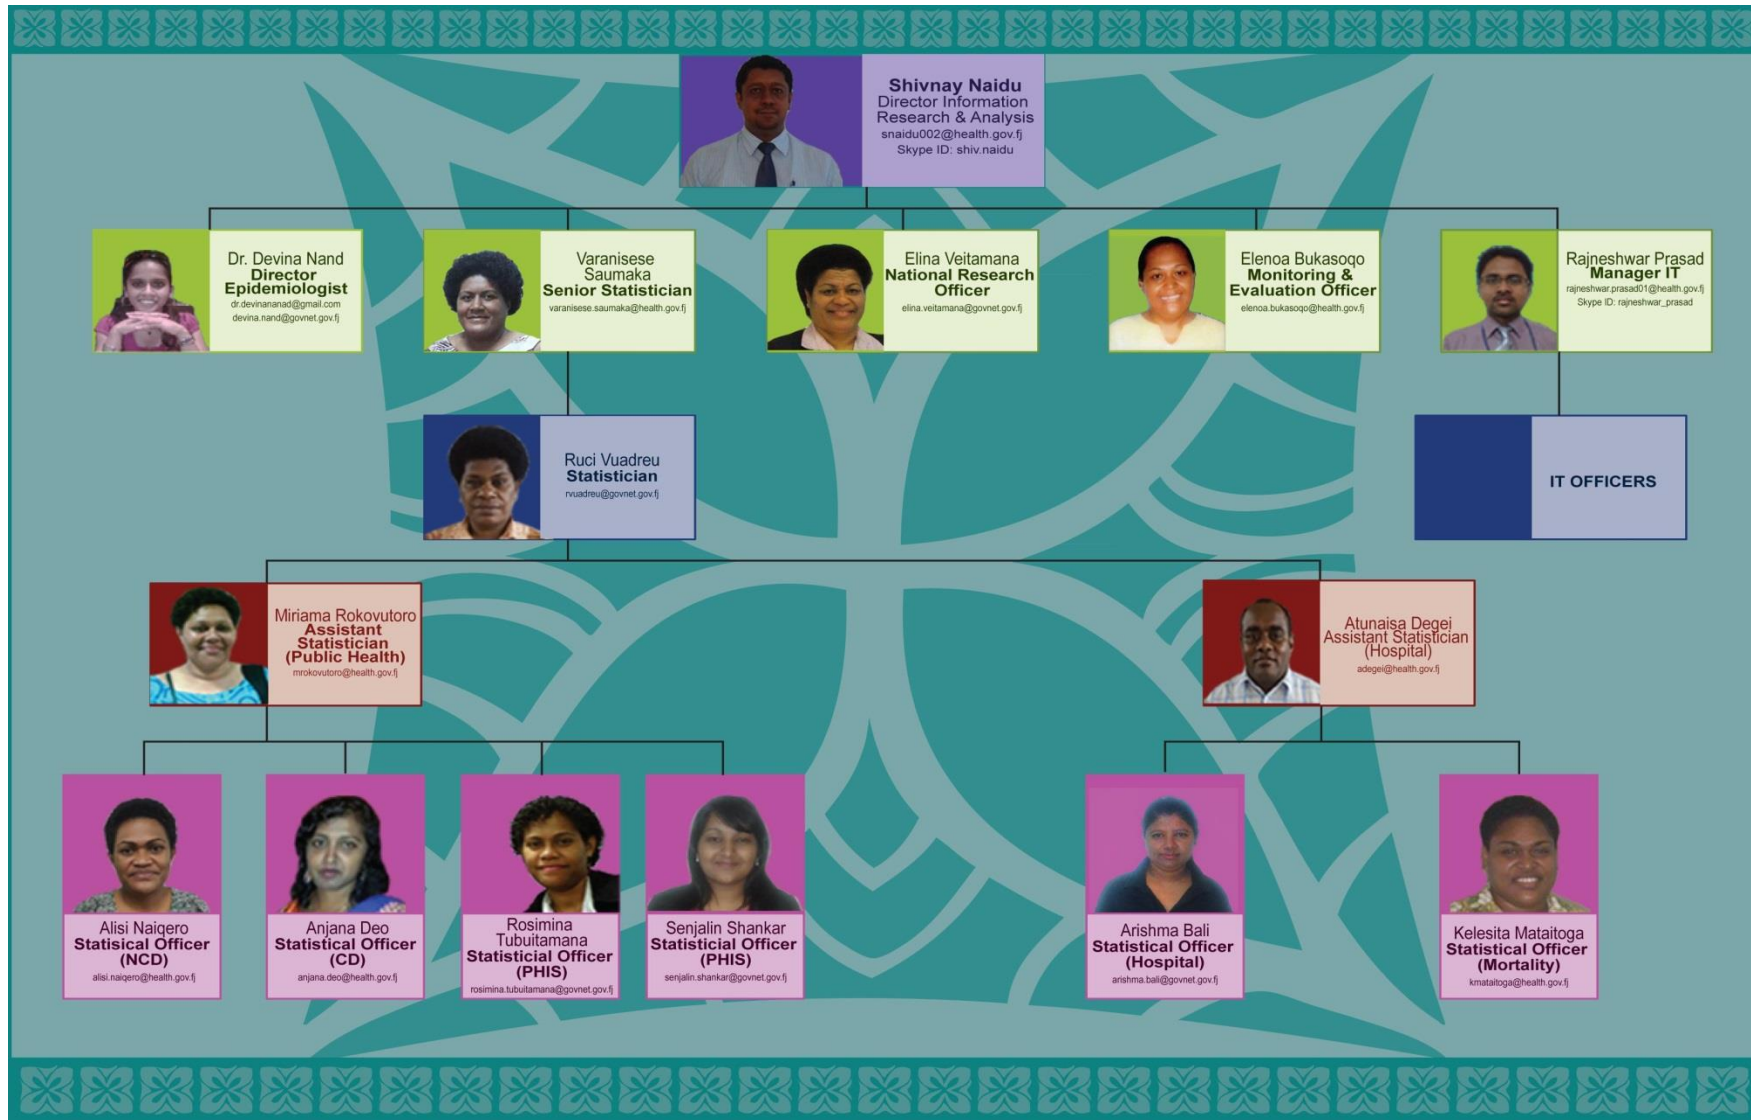 Shivnay Naidu
Director Information
Research & Analysis
snaidu002@health.gov.fj
Skype ID: shiv.naidu
Dr. Devina Nand
Director
Epidemiologist
dr.devinananad@gmail.com
devina.nand@govnet.gov.fj
Varanisese
Saumaka
Senior Statistician
varanisese.saumaka@health.gov.fj
Elina Veitamana
National Research
Officer
elina.veitamana@govnet.gov.fj
Elenoa Bukasoqo
Monitoring &
Evaluation Officer
elenoa.bukasoqo@health.gov.fj
Rajneshwar Prasad
Manager IT
rajneshwar.prasad01@health.gov.fj
Skype ID: rajneshwar_prasad
Ruci Vuadreu
Statistician
rvuadreu@govnet.gov.fj
IT OFFICERS
Miriama Rokovutoro
Assistant
Statistician
(Public Health)
mrokovutoro@health.gov.fj
Atunaisa Degei
Assistant Statistician
(Hospital)
adegei@health.gov.fj
Alisi Naiqero
Statisical Officer
(NCD)
alisi.naiqero@health.gov.fj
Anjana Deo
Statistical Officer
(CD)
anjana.deo@health.gov.fj
Rosimina
Tubuitamana
Statisticial Officer
(PHIS)
rosimina.tubuitamana@govnet.gov.fj
Senjalin Shankar
Statisticial Officer
(PHIS)
senjalin.shankar@govnet.gov.fj
Arishma Bali
Statistical Officer
(Hospital)
arishma.bali@govnet.gov.fj
Kelesita Mataitoga
Statistical Officer
(Mortality)
kmataitoga@health.gov.fj